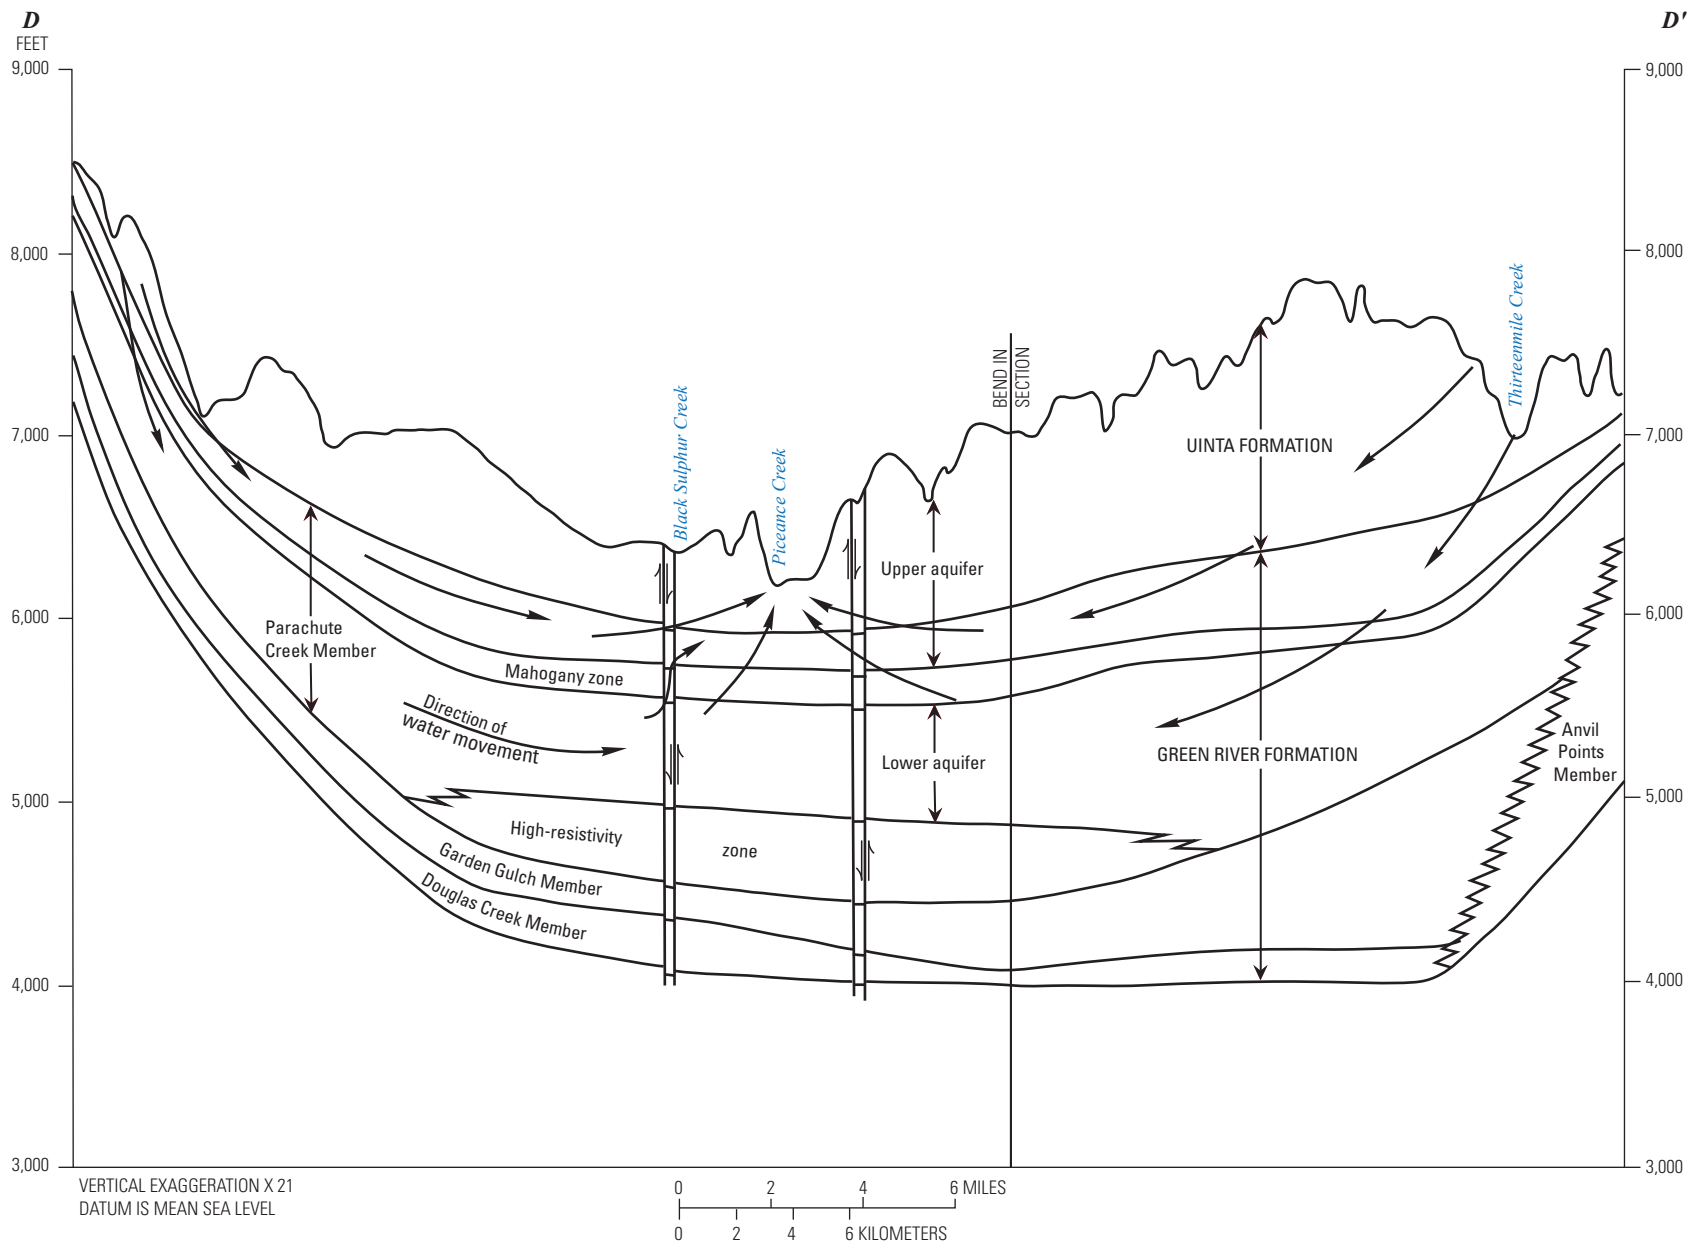 D
D'
FEET
9,000
9,000
8,000
8,000
7,000
7,000
6,000
6,000
5,000
5,000
4,000
4,000
3,000
3,000
Black Sulphur Creek
Piceance Creek
BEND IN
SECTION
Thirteenmile Creek
UINTA FORMATION
Upper aquifer
Parachute
Creek Member
Mahogany zone
Direction of
water movement
Lower aquifer
GREEN RIVER FORMATION
Anvil
Points
Member
High-resistivity
zone
Garden Gulch Member
Douglas Creek Member
VERTICAL EXAGGERATION X 21
DATUM IS MEAN SEA LEVEL
0 2 4 6 MILES
0 2 4 6 KILOMETERS